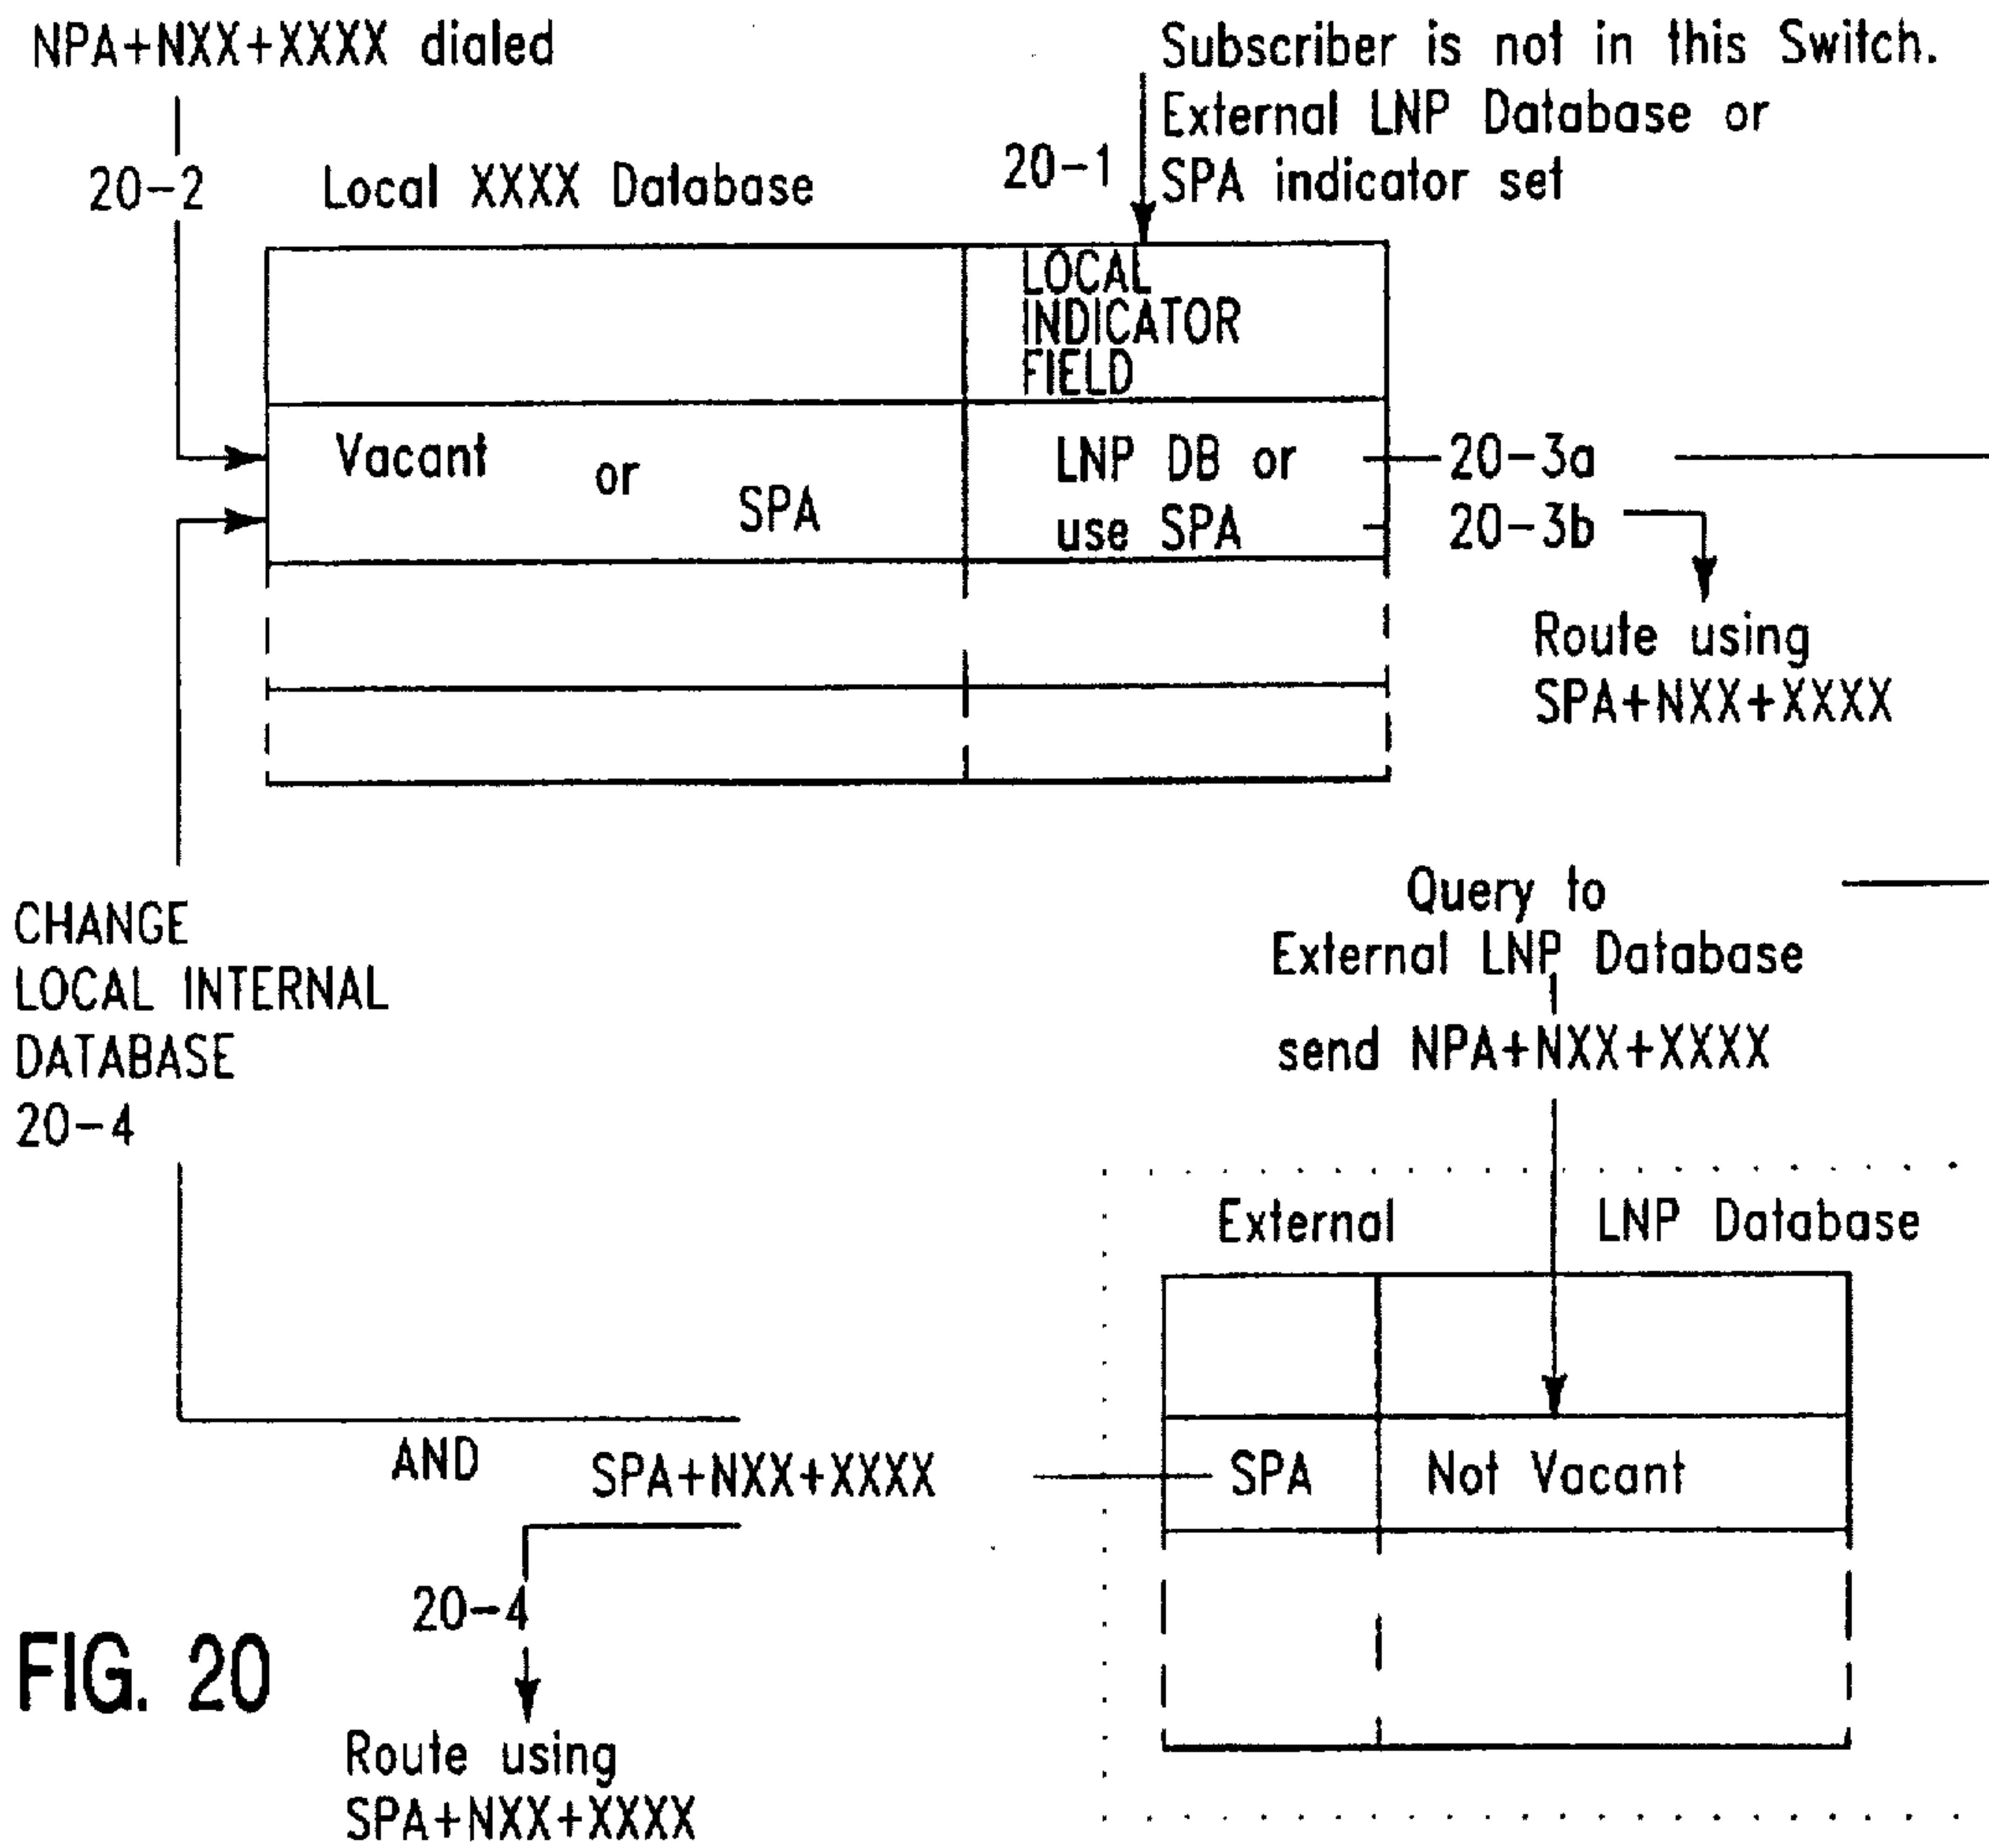 NPA+NXX+XXXX dialed
Subscriber is not in this Switch.
External LNP Database or
SPA indicator set
20-1
20-2
Local XXXX Database
LOCAL
INDICATOR
FIELD
Vacant or SPA
LNP DB or
use SPA
20-3a
20-3b
Route using
SPA+NXX+XXXX
CHANGE
LOCAL INTERNAL
DATABASE
20-4
Query to
External LNP Database
send NPA+NXX+XXXX
External LNP Database
SPA Not Vacant
AND SPA+NXX+XXXX
20-4
Route using
SPA+NXX+XXXX
FIG. 20